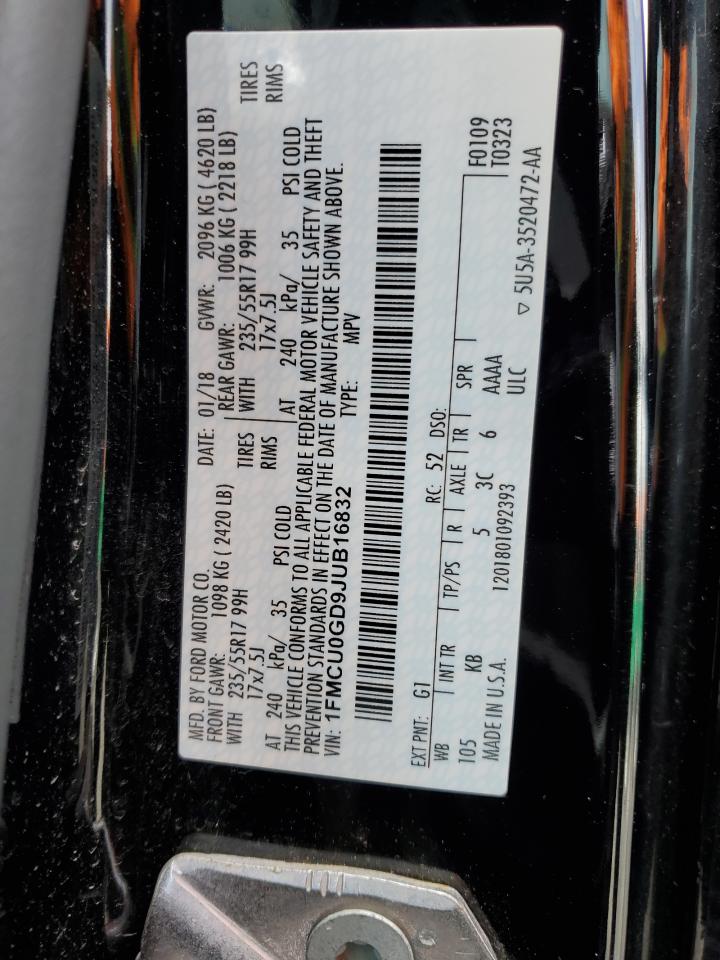 MFD. BY FORD MOTOR CO.
DATE: 01/18 GVWR: 2096 KG ( 4620 LB)
FRONT GAWR: 1098 KG ( 2420 LB)
REAR GAWR: 1006 KG ( 2218 LB)
WITH 235/55R17 99H TIRES
WITH 235/55R17 99H TIRES
17x7.5J RIMS
17x7.5J RIMS
AT 240 kPa/ 35 PSI COLD
AT 240 kPa/ 35 PSI COLD
THIS VEHICLE CONFORMS TO ALL APPLICABLE FEDERAL MOTOR VEHICLE SAFETY AND THEFT
PREVENTION STANDARDS IN EFFECT ON THE DATE OF MANUFACTURE SHOWN ABOVE.
VIN: 1FMCU0GD9JUB16832 TYPE: MPV
EXT PNT: G1 RC: 52 DSO: F0109
WB INT TR TP/PS R AXLE TR SPR T0323
105 KB 5 3C 6 AAAA
MADE IN U.S.A. 1201801092393 ULC
▽ 5U5A-3520472-AA